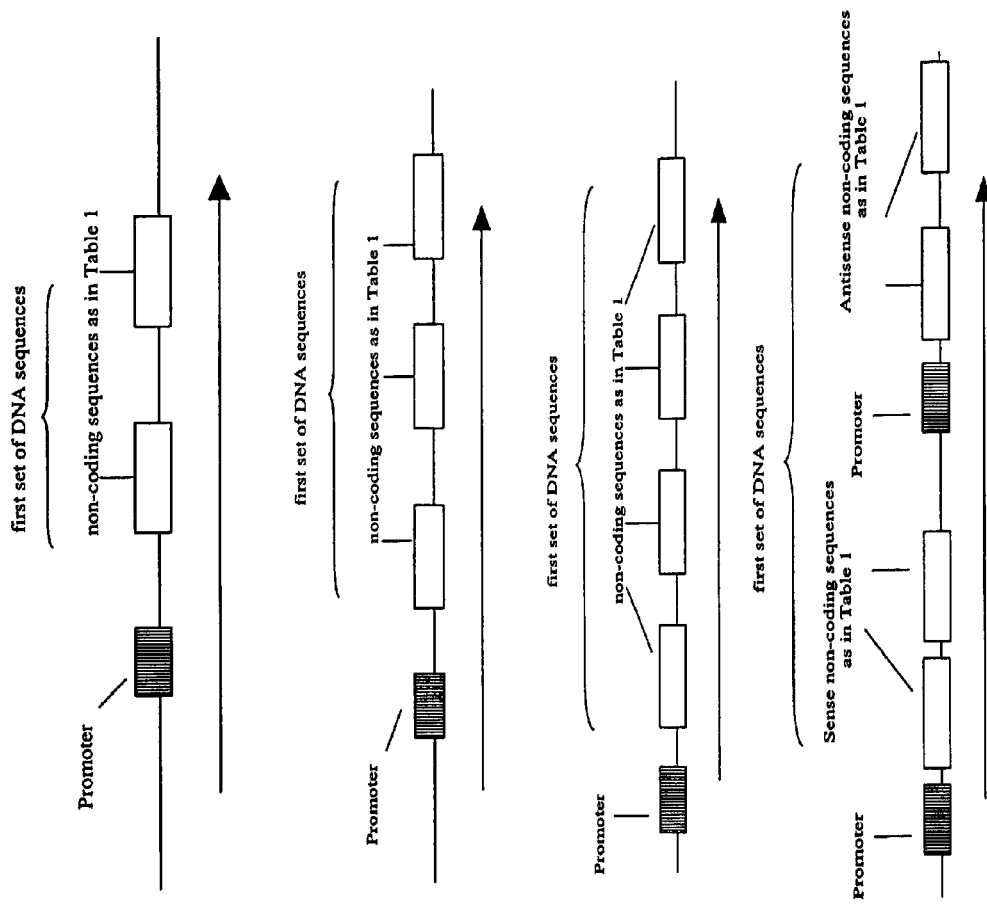 first set of DNA sequences
non-coding sequences as in Table 1
Promoter
first set of DNA sequences
non-coding sequences as in Table 1
Promoter
first set of DNA sequences
non-coding sequences as in Table 1
Promoter
first set of DNA sequences
Sense non-coding sequences
as in Table 1
Antisense non-coding sequences
as in Table 1
Promoter
Promoter